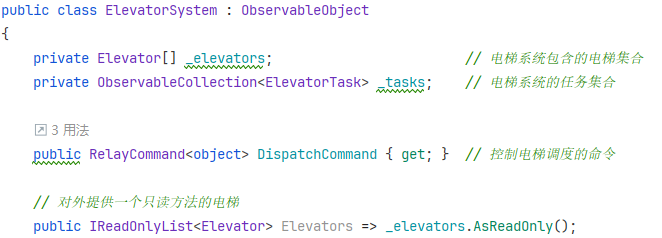 public class ElevatorSystem : ObservableObject
{
private Elevator[] _elevators; // 电梯系统包含的电梯集合
private ObservableCollection<ElevatorTask> _tasks; // 电梯系统的任务集合
3 用法
public RelayCommand<object> DispatchCommand { get; } // 控制电梯调度的命令
// 对外提供一个只读方法的电梯
public IReadOnlyList<Elevator> Elevators => _elevators.AsReadOnly();